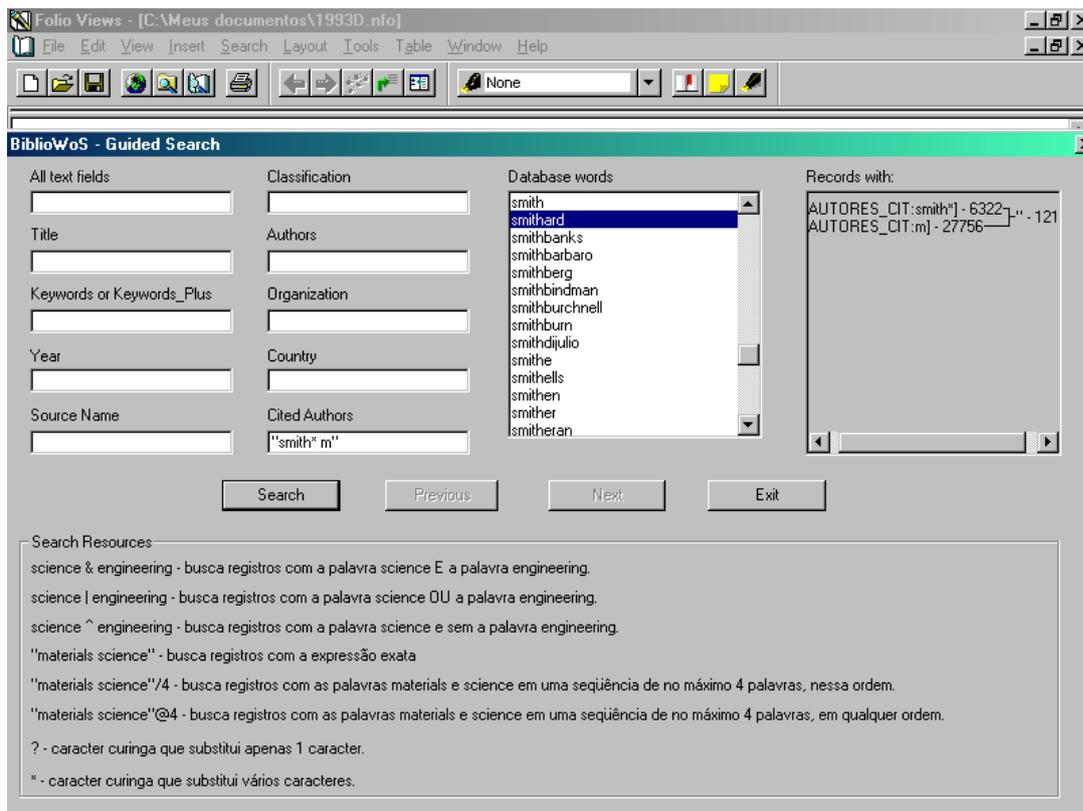 Folio Views - [C:\Meus documentos\1993D.nfo]
File Edit View Insert Search Layout Tools Table Window Help
None
BiblioWoS - Guided Search
All text fields
Classification
Database words
Records with:
smith
smithard
smithbanks
smithbarbaro
smithberg
smithbindman
smithburchnell
smithburn
smithdijulio
smithe
smithells
smithen
smither
smitheran
AUTORES_CIT:smith*] - 6322
AUTORES_CIT:m] - 27756
" - 121
Title
Authors
Keywords or Keywords_Plus
Organization
Year
Country
Source Name
Cited Authors
"smith* m"
Search Previous Next Exit
Search Resources
science & engineering - busca registros com a palavra science E a palavra engineering.
science | engineering - busca registros com a palavra science OU a palavra engineering.
science ^ engineering - busca registros com a palavra science e sem a palavra engineering.
"materials science" - busca registros com a expressão exata
"materials science"/4 - busca registros com as palavras materials e science em uma seqüência de no máximo 4 palavras, nessa ordem.
"materials science"@4 - busca registros com as palavras materials e science em uma seqüência de no máximo 4 palavras, em qualquer ordem.
? - caracter curinga que substitui apenas 1 caracter.
* - caracter curinga que substitui vários caracteres.